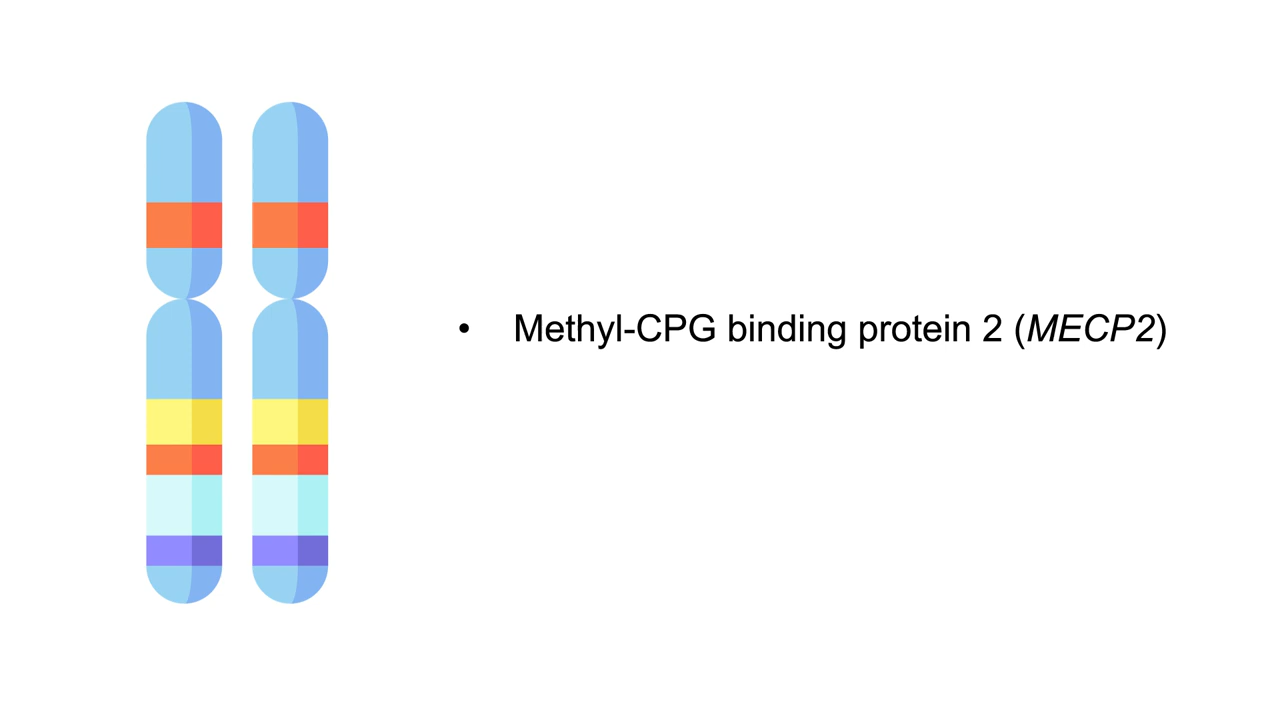 • Methyl-CPG binding protein 2 (MECP2)